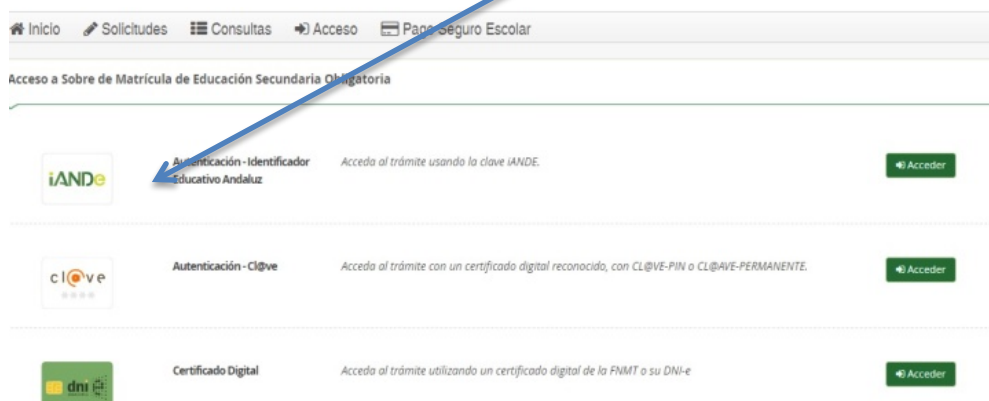 Inicio Solicitudes Consultas Acceso Pago Seguro Escolar
Acceso a Sobre de Matrícula de Educación Secundaria Obligatoria
iANDe
Autenticación - Identificador
Educativo Andaluz
Acceda al trámite usando la clave iANDE.
Acceder
cl@ve
Autenticación - Cl@ve
Acceda al trámite con un certificado digital reconocido, con CL@VE-PIN o CL@AVE-PERMANENTE.
Acceder
dni e
Certificado Digital
Acceda al trámite utilizando un certificado digital de la FNMT o su DNI-e
Acceder